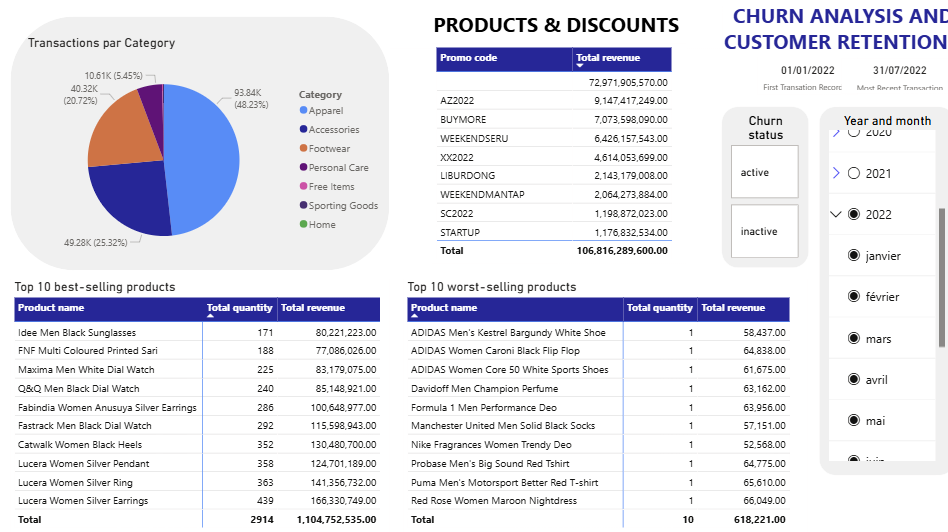 Transactions par Category
10.61K (5.45%)
40.32K
(20.72%)
93.84K
(48.23%)
49.28K (25.32%)
Category
Apparel
Accessories
Footwear
Personal Care
Free Items
Sporting Goods
Home
PRODUCTS & DISCOUNTS
Promo code Total revenue
72,971,905,570.00
AZ2022 9,147,417,249.00
BUYMORE 7,073,598,090.00
WEEKENDSERU 6,426,157,543.00
XX2022 4,614,053,699.00
LIBURDONG 2,143,179,008.00
WEEKENDMANTAP 2,064,273,884.00
SC2022 1,198,872,023.00
STARTUP 1,176,832,534.00
Total 106,816,289,600.00
CHURN ANALYSIS AND
CUSTOMER RETENTION
01/01/2022 31/07/2022
First Transation Recorc Most Recent Transaction
Churn
status
active
inactive
Year and month
2020
2021
2022
janvier
février
mars
avril
mai
juin
Top 10 best-selling products
Product name Total quantity Total revenue
Idee Men Black Sunglasses 171 80,221,223.00
FNF Multi Coloured Printed Sari 188 77,086,026.00
Maxima Men White Dial Watch 225 83,179,075.00
Q&Q Men Black Dial Watch 240 85,148,921.00
Fabindia Women Anusuya Silver Earrings 286 100,648,977.00
Fastrack Men Black Dial Watch 292 115,598,943.00
Catwalk Women Black Heels 352 130,480,700.00
Lucera Women Silver Pendant 358 124,701,189.00
Lucera Women Silver Ring 363 141,356,732.00
Lucera Women Silver Earrings 439 166,330,749.00
Total 2914 1,104,752,535.00
Top 10 worst-selling products
Product name Total quantity Total revenue
ADIDAS Men's Kestrel Bargundy White Shoe 1 58,437.00
ADIDAS Women Caroni Black Flip Flop 1 64,838.00
ADIDAS Women Core 50 White Sports Shoes 1 61,675.00
Davidoff Men Champion Perfume 1 63,162.00
Formula 1 Men Performance Deo 1 63,956.00
Manchester United Men Solid Black Socks 1 57,151.00
Nike Fragrances Women Trendy Deo 1 52,568.00
Probase Men's Big Sound Red Tshirt 1 64,775.00
Puma Men's Motorsport Better Red T-shirt 1 65,610.00
Red Rose Women Maroon Nightdress 1 66,049.00
Total 10 618,221.00